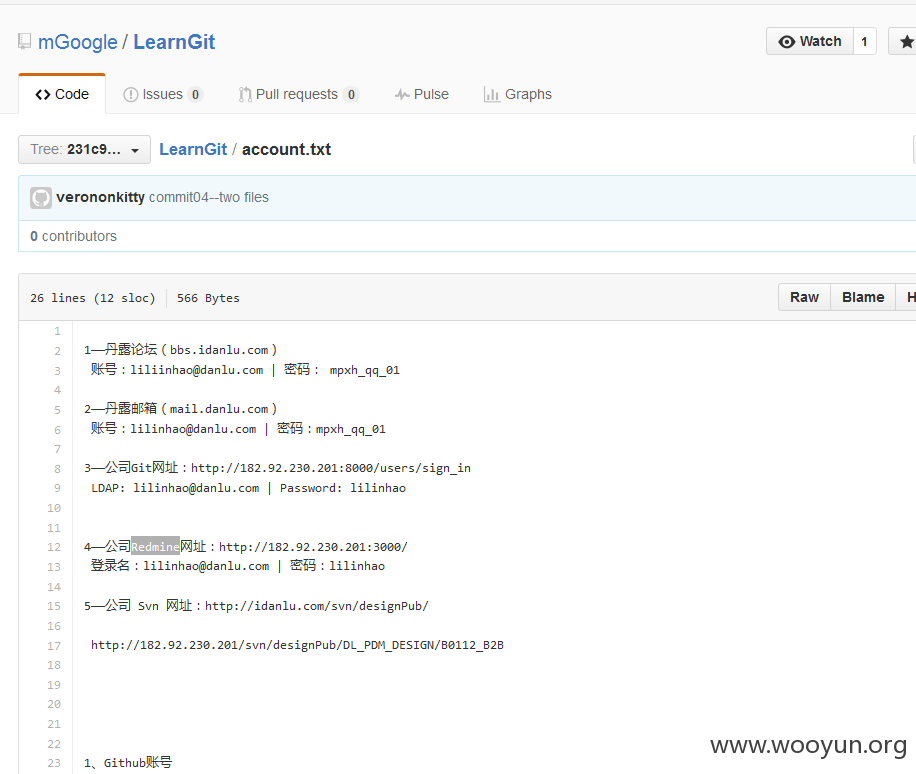 mGoogle / LearnGit
Watch 1
Code Issues 0 Pull requests 0 Pulse Graphs
Tree: 231c9... LearnGit / account.txt
verononkitty commit04--two files
0 contributors
26 lines (12 sloc) 566 Bytes Raw Blame H
1
2 1——丹露论坛（bbs.idanlu.com）
3 账号：liliinhao@danlu.com | 密码： mpxh_qq_01
4
5 2——丹露邮箱（mail.danlu.com）
6 账号：lilinhao@danlu.com | 密码：mpxh_qq_01
7
8 3——公司Git网址：http://182.92.230.201:8000/users/sign_in
9 LDAP: lilinhao@danlu.com | Password: lilinhao
10
11
12 4——公司Redmine网址：http://182.92.230.201:3000/
13 登录名：lilinhao@danlu.com | 密码：lilinhao
14
15 5——公司 Svn 网址：http://idanlu.com/svn/designPub/
16
17 http://182.92.230.201/svn/designPub/DL_PDM_DESIGN/B0112_B2B
18
19
20
21
22
23 1、Github账号
www.wooyun.org